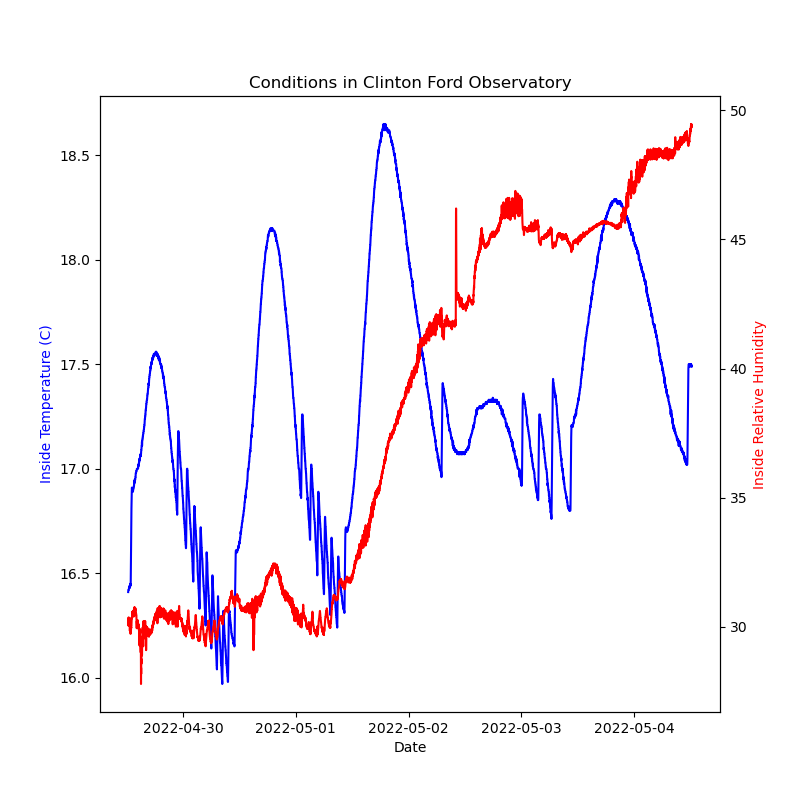 Conditions in Clinton Ford Observatory
Inside Temperature (C)
18.5
18.0
17.5
17.0
16.5
16.0
50
45
40
35
30
Inside Relative Humidity
2022-04-30 2022-05-01 2022-05-02 2022-05-03 2022-05-04
Date